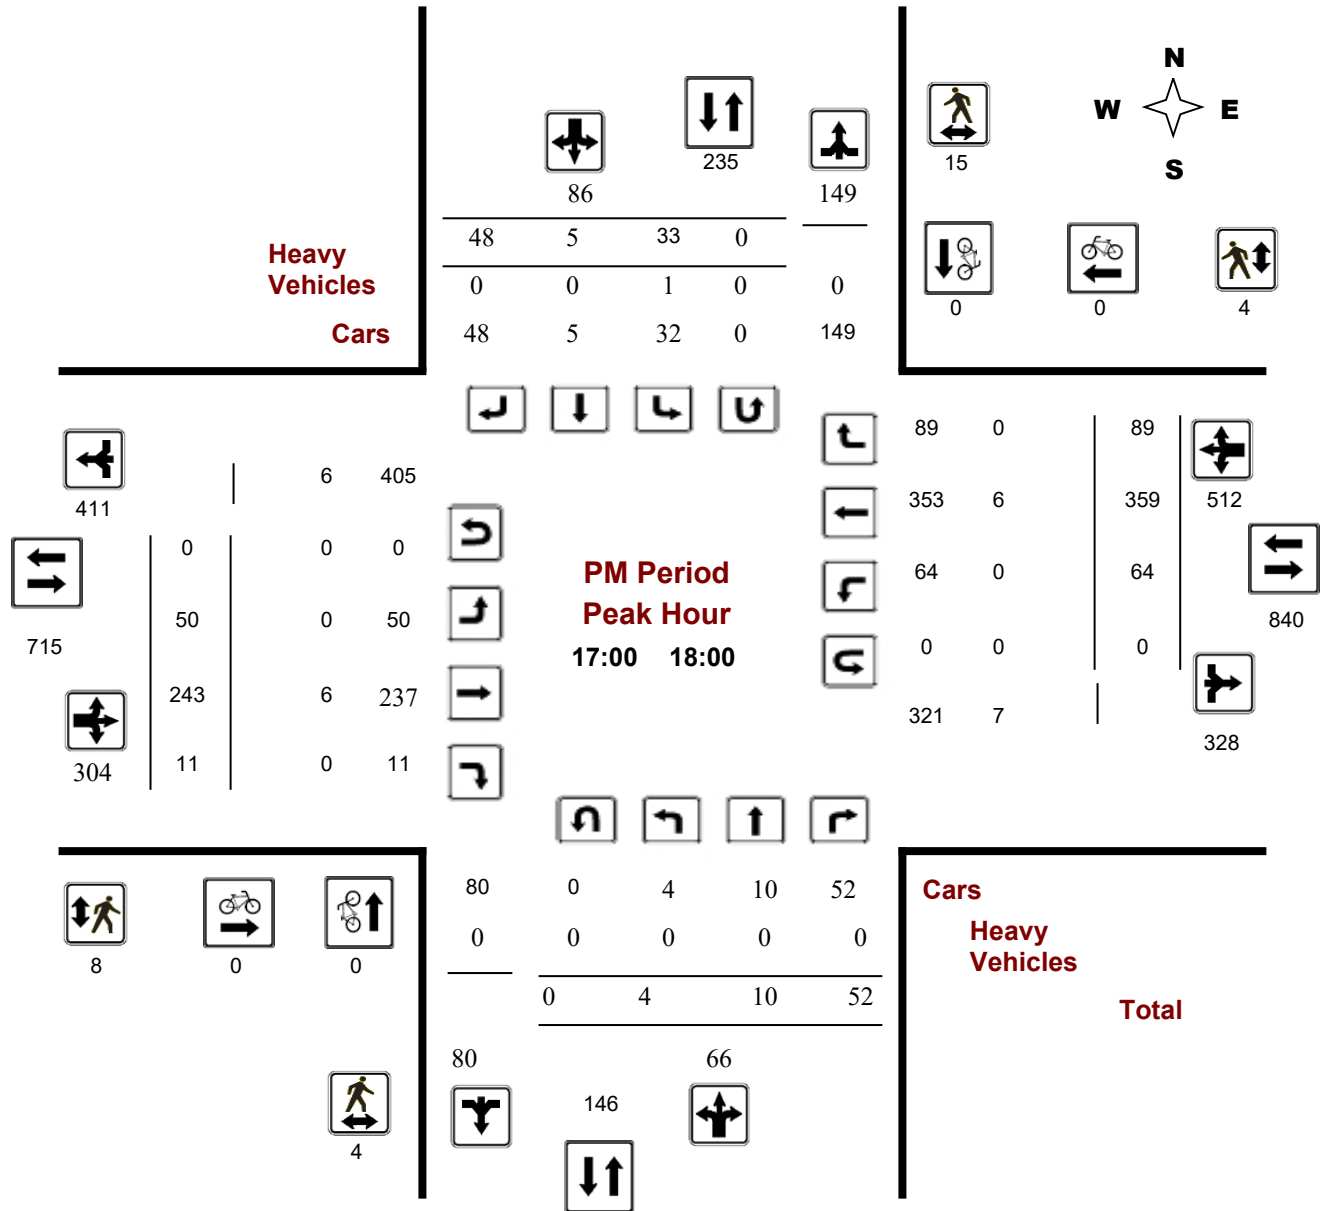 N
W E
S
235
86 149 15
48 5 33 0
Heavy
Vehicles 0 0 1 0 0
0 0 4
Cars 48 5 32 0 149
89 0 89
6 405
411 353 6 359 512
0 0 0
PM Period
64 0 64
Peak Hour
50 0 50 840
715 17:00 18:00 0 0 0
243 6 237
321 7
328
304 11 0 11
80 0 4 10 52 Cars
0 0 0 0 0 Heavy
Vehicles
8 0 0
0 4 10 52 Total
80 66
146
4